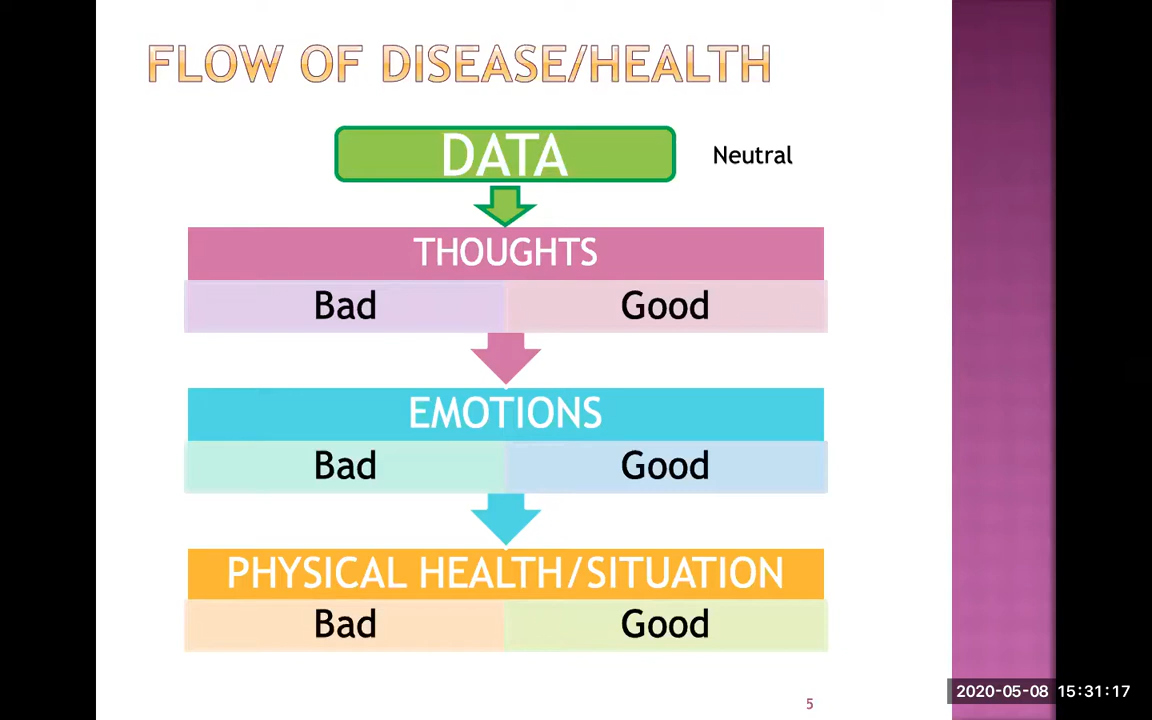 FLOW OF DISEASE/HEALTH
DATA
Neutral
THOUGHTS
Bad Good
EMOTIONS
Bad Good
PHYSICAL HEALTH/SITUATION
Bad Good
5
2020-05-08 15:31:17